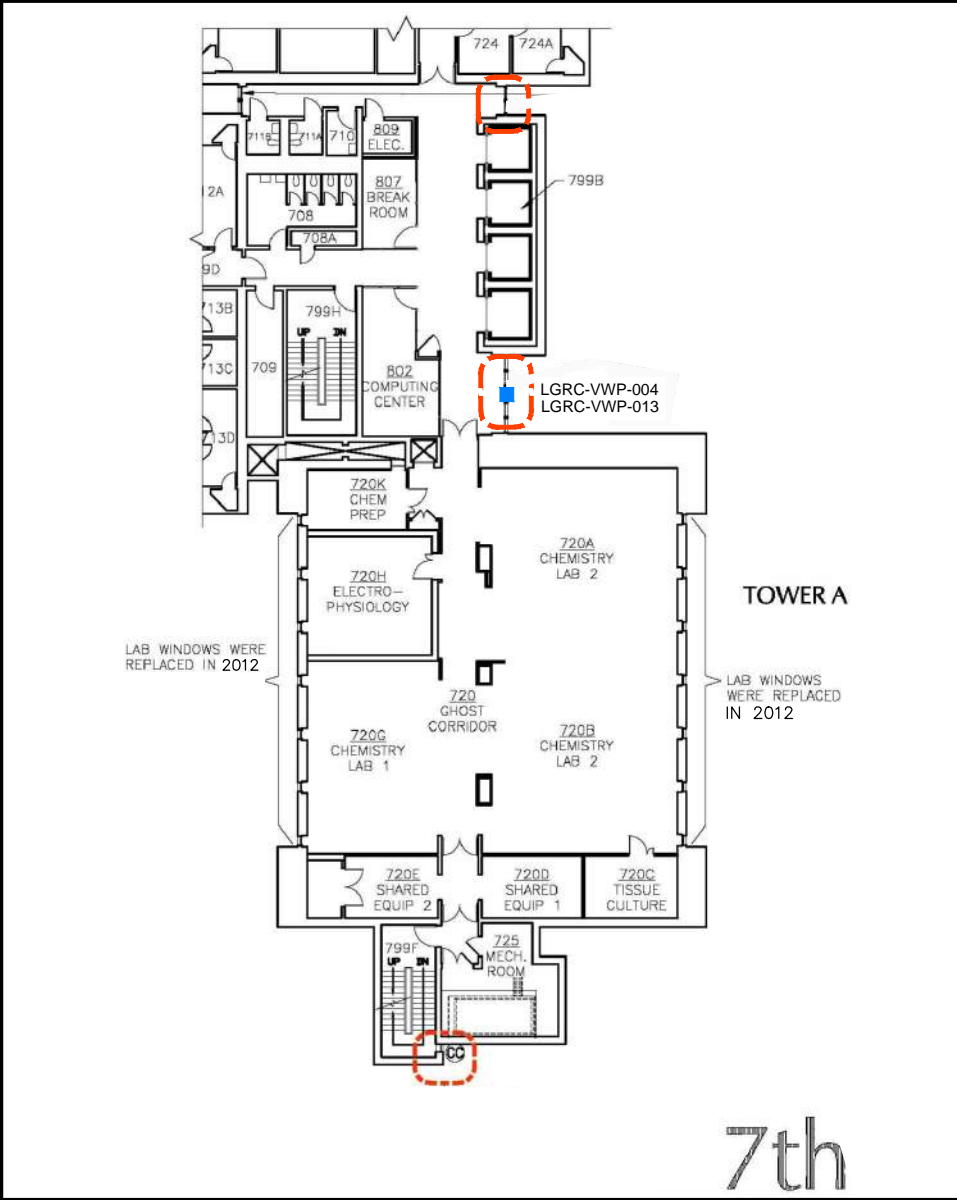 724
724A
711B
711A
710
809
ELEC.
799B
807
BREAK
ROOM
12A
708
708A
9D
713B
799H
UP DN
713C
709
802
COMPUTING
CENTER
LGRC-VWP-004
LGRC-VWP-013
713D
720K
CHEM
PREP
720A
CHEMISTRY
LAB 2
720H
ELECTRO-
PHYSIOLOGY
TOWER A
LAB WINDOWS WERE
REPLACED IN 2012
LAB WINDOWS
WERE REPLACED
IN 2012
720
GHOST
CORRIDOR
720G
CHEMISTRY
LAB 1
720B
CHEMISTRY
LAB 2
720E
SHARED
EQUIP 2
720D
SHARED
EQUIP 1
720C
TISSUE
CULTURE
799F
UP DN
725
MECH.
ROOM
CC
7th